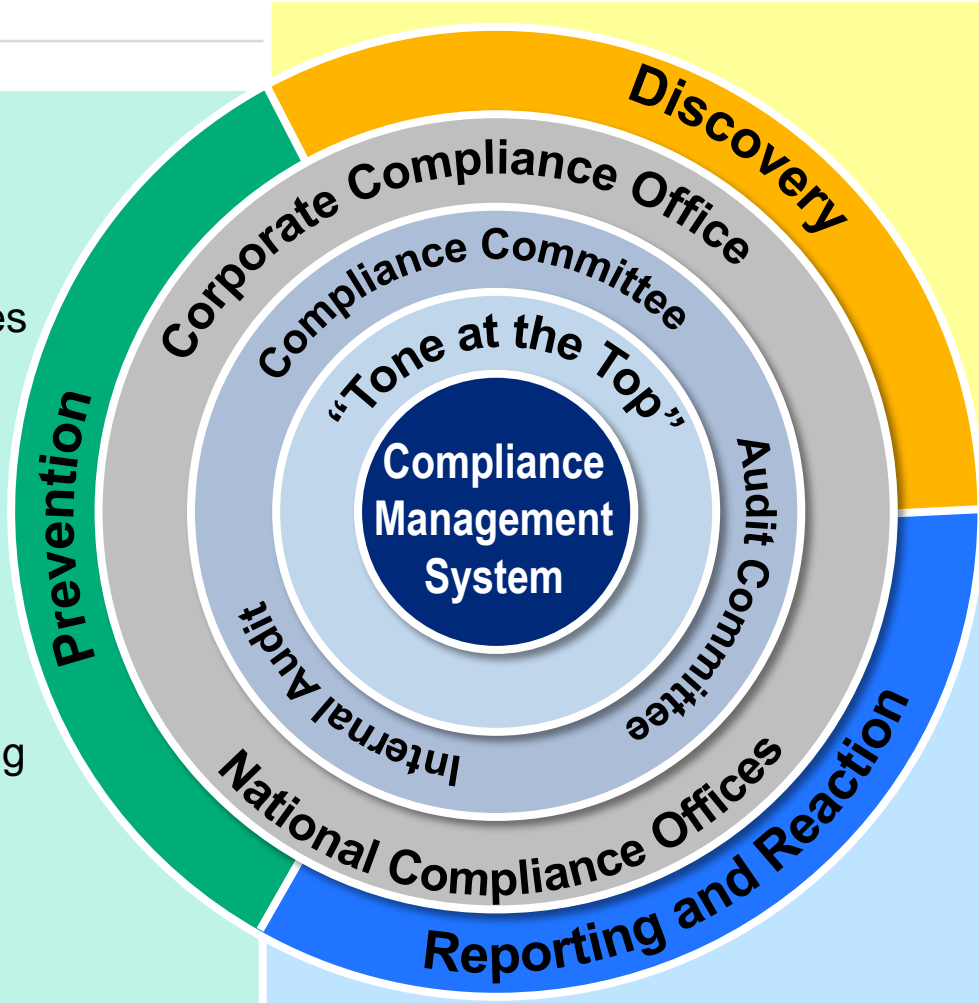 Discovery
Corporate Compliance Office
Compliance Committee
“Tone at the Top”
Compliance
Management
System
Prevention
Audit Committee
Internal Audit
National Compliance Offices
Reporting and Reaction
es
g